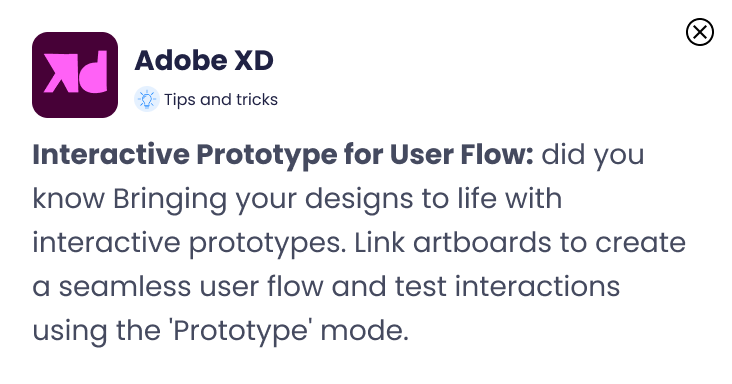 Xd
Adobe XD
Tips and tricks
Interactive Prototype for User Flow: did you
know Bringing your designs to life with
interactive prototypes. Link artboards to create
a seamless user flow and test interactions
using the 'Prototype' mode.